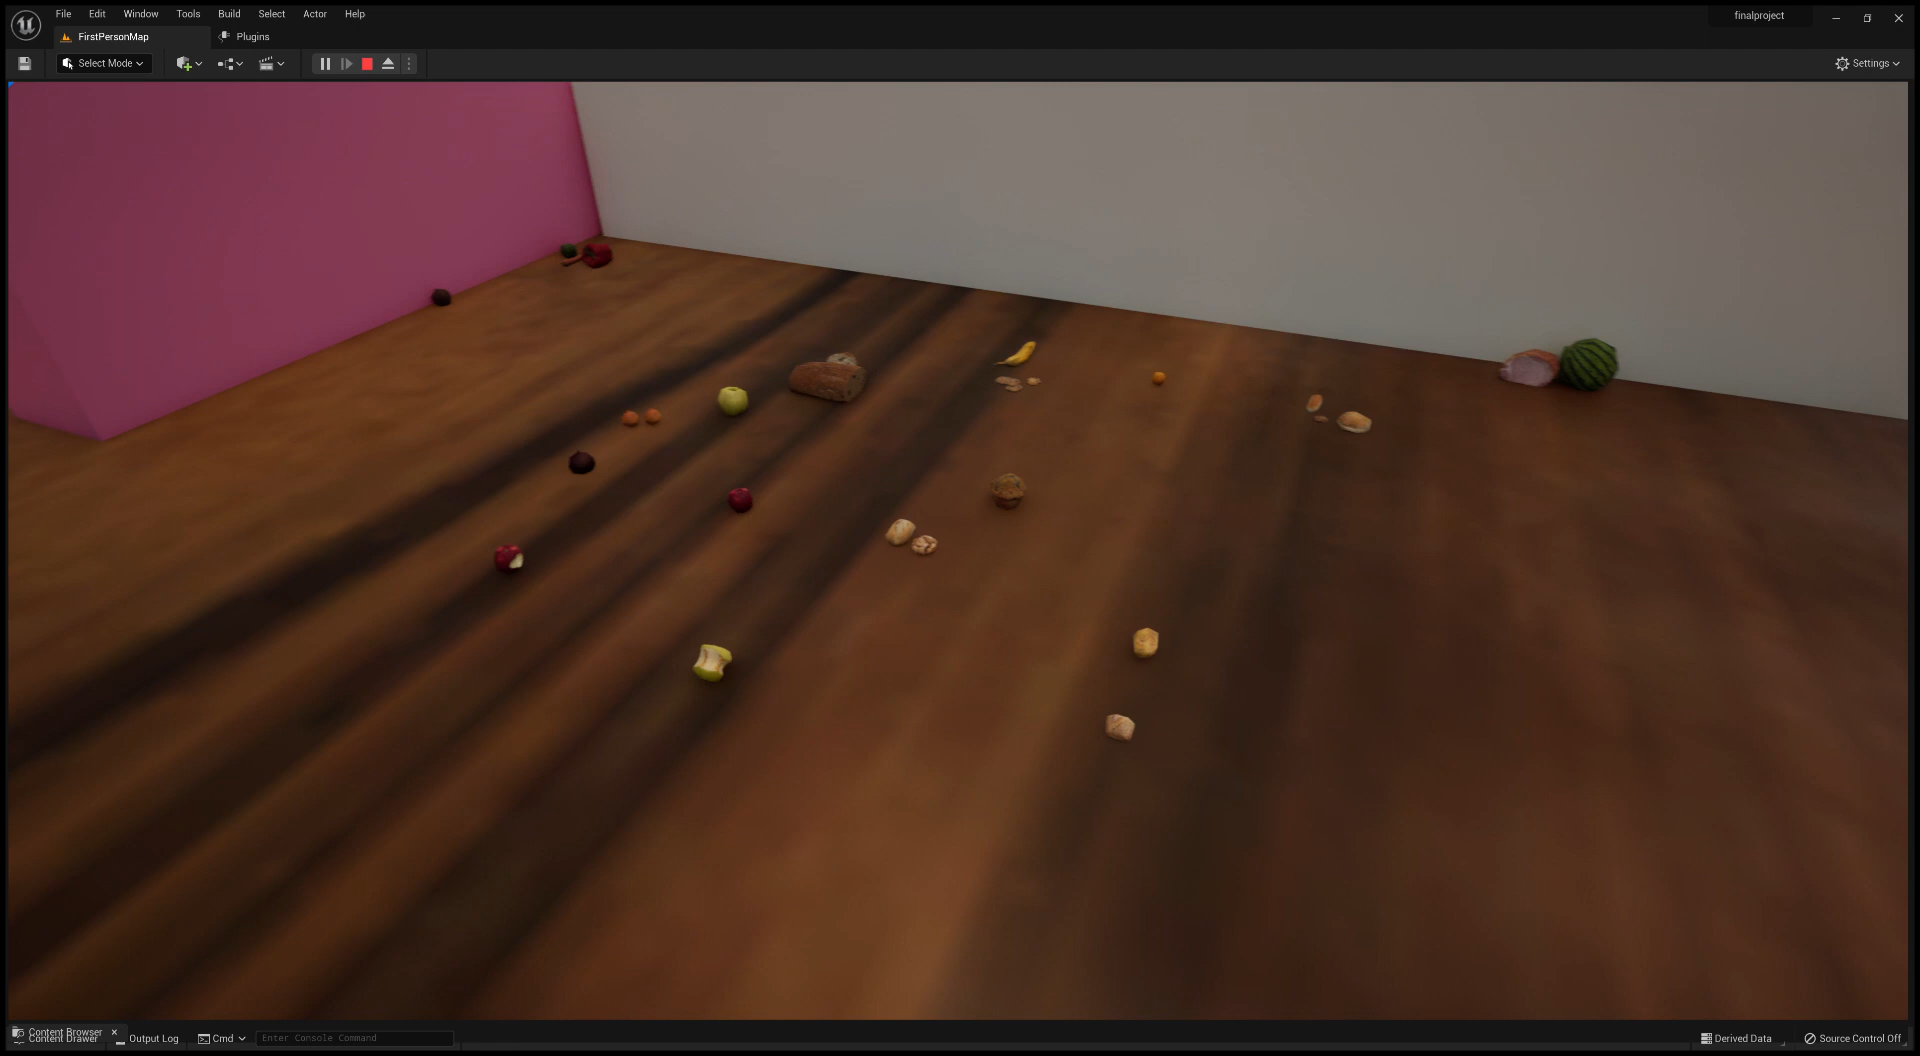 File Edit Window Tools Build Select Actor Help
finalproject
FirstPersonMap
Plugins
Select Mode
Settings
Content Browser
Content Drawer
Output Log
Cmd
Enter Console Command
Derived Data
Source Control Off